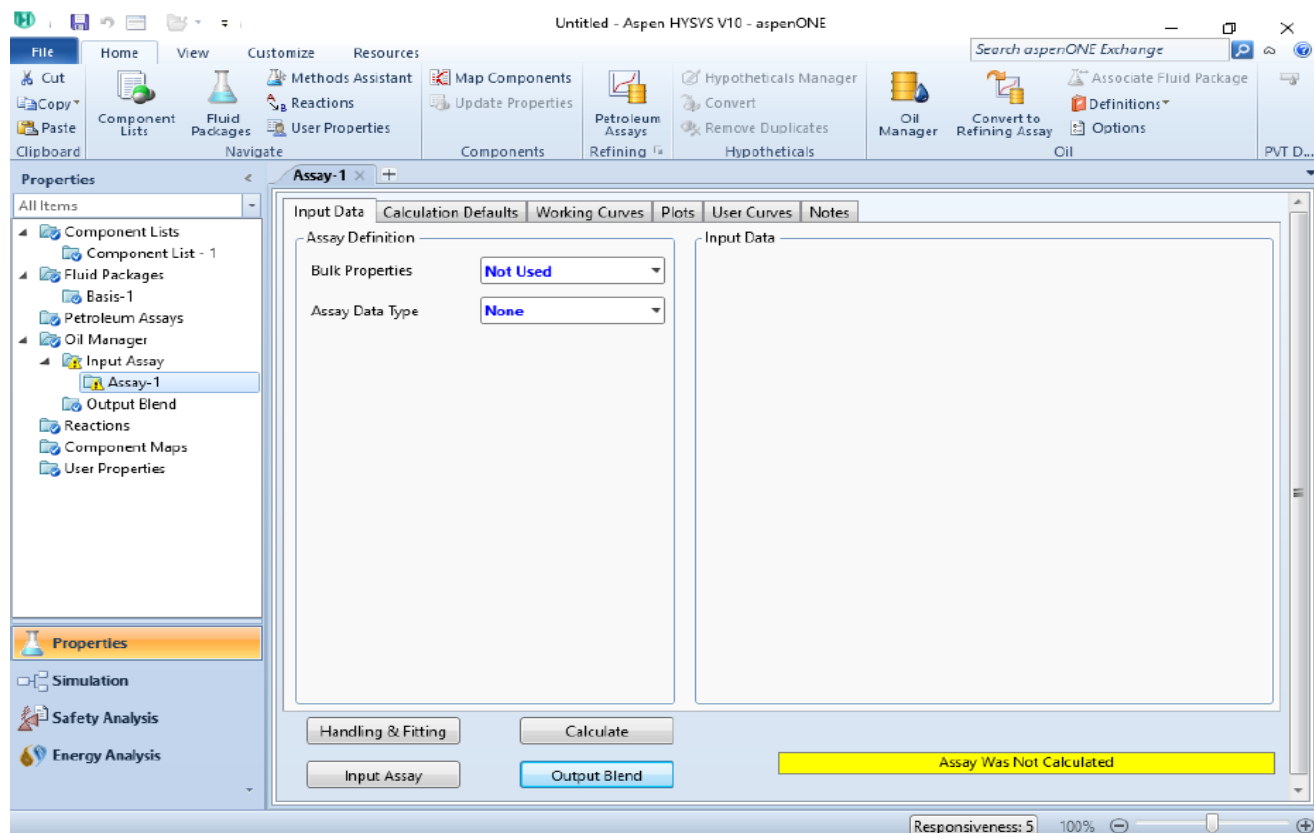 Untitled - Aspen HYSYS V10 - aspenONE
File Home View Customize Resources
Search aspenONE Exchange
Cut
Copy
Paste
Clipboard
Component Lists
Fluid Packages
Methods Assistant
Reactions
User Properties
Navigate
Map Components
Update Properties
Components
Petroleum Assays
Refining
Hypotheticals Manager
Convert
Remove Duplicates
Hypotheticals
Oil Manager
Convert to Refining Assay
Associate Fluid Package
Definitions
Options
Oil
PVT D...
Properties
All Items
Component Lists
Component List - 1
Fluid Packages
Basis-1
Petroleum Assays
Oil Manager
Input Assay
Assay-1
Output Blend
Reactions
Component Maps
User Properties
Properties
Simulation
Safety Analysis
Energy Analysis
Assay-1
Input Data Calculation Defaults Working Curves Plots User Curves Notes
Assay Definition
Bulk Properties Not Used
Assay Data Type None
Input Data
Handling & Fitting Calculate
Input Assay Output Blend
Assay Was Not Calculated
Responsiveness: 5 100%